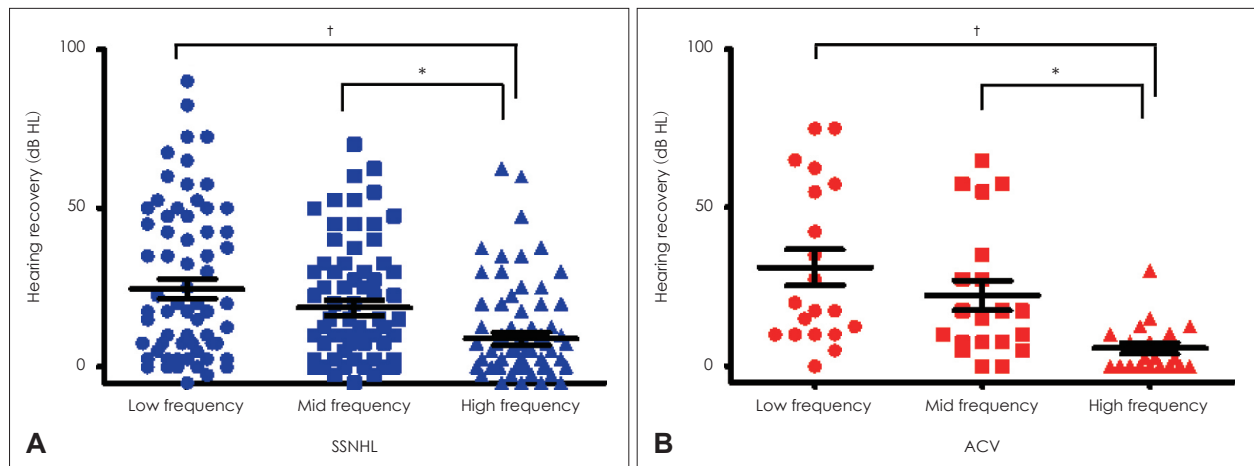 †
*
100
50
0
Hearing recovery (dB HL)
Low frequency Mid frequency High frequency
A SSNHL
†
*
100
50
0
Hearing recovery (dB HL)
Low frequency Mid frequency High frequency
B ACV